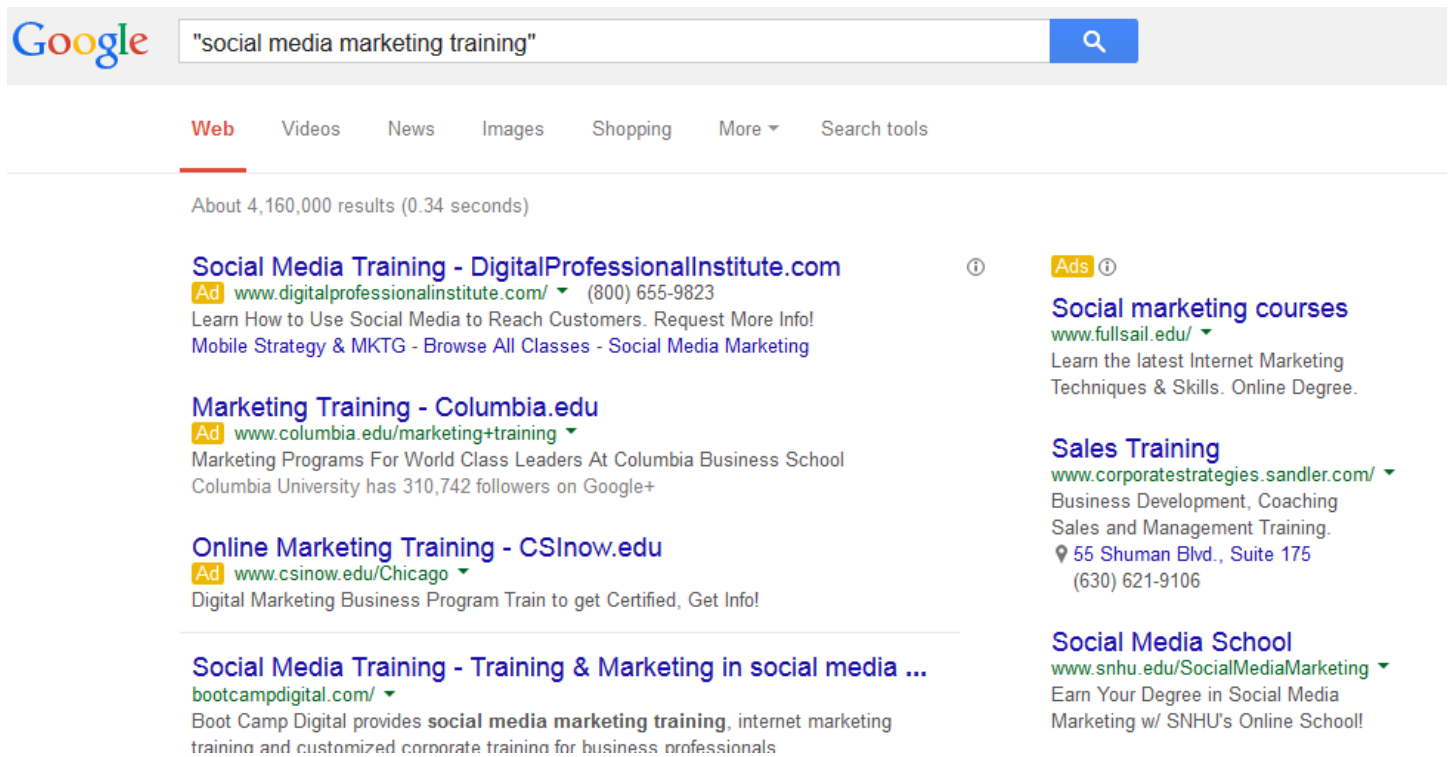 Google
"social media marketing training"
Web Videos News Images Shopping More Search tools
About 4,160,000 results (0.34 seconds)
Social Media Training - DigitalProfessionalInstitute.com
Ad www.digitalprofessionalinstitute.com/ (800) 655-9823
Learn How to Use Social Media to Reach Customers. Request More Info!
Mobile Strategy & MKTG - Browse All Classes - Social Media Marketing
Marketing Training - Columbia.edu
Ad www.columbia.edu/marketing+training
Marketing Programs For World Class Leaders At Columbia Business School
Columbia University has 310,742 followers on Google+
Online Marketing Training - CSInow.edu
Ad www.csinow.edu/Chicago
Digital Marketing Business Program Train to get Certified, Get Info!
Social Media Training - Training & Marketing in social media ...
bootcampdigital.com/
Boot Camp Digital provides social media marketing training, internet marketing
training and customized corporate training for business professionals
Ads
Social marketing courses
www.fullsail.edu/
Learn the latest Internet Marketing
Techniques & Skills. Online Degree.
Sales Training
www.corporatestrategies.sandler.com/
Business Development, Coaching
Sales and Management Training.
55 Shuman Blvd., Suite 175
(630) 621-9106
Social Media School
www.snhu.edu/SocialMediaMarketing
Earn Your Degree in Social Media
Marketing w/ SNHU's Online School!